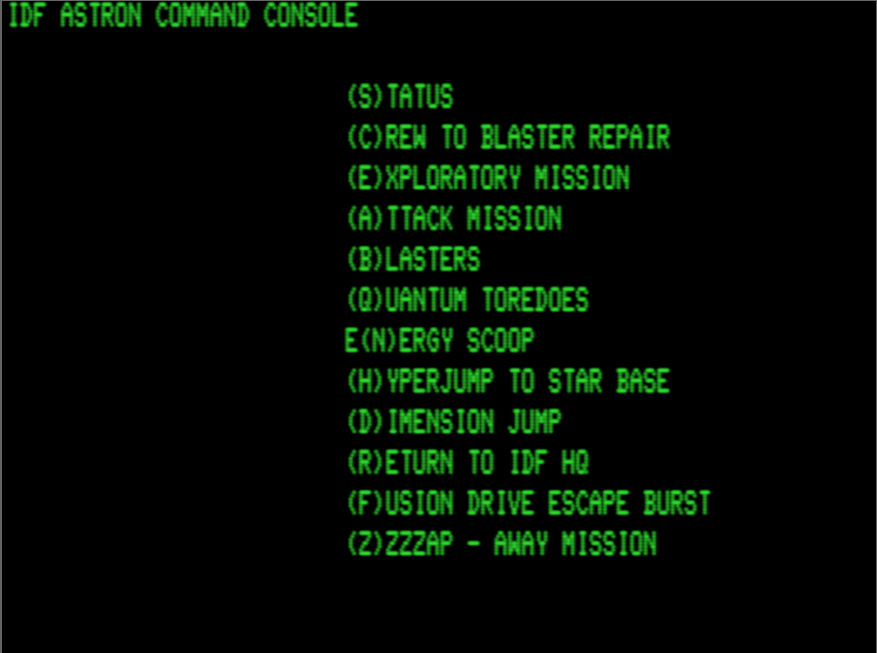 IDF ASTRON COMMAND CONSOLE
(S)TATUS
(C)REW TO BLASTER REPAIR
(E)XPLORATORY MISSION
(A)TTACK MISSION
(B)LASTERS
(Q)UANTUM TOREDOES
E(N)ERGY SCOOP
(H)YPERJUMP TO STAR BASE
(D)IMENSION JUMP
(R)ETURN TO IDF HQ
(F)USION DRIVE ESCAPE BURST
(Z)ZZZAP - AWAY MISSION